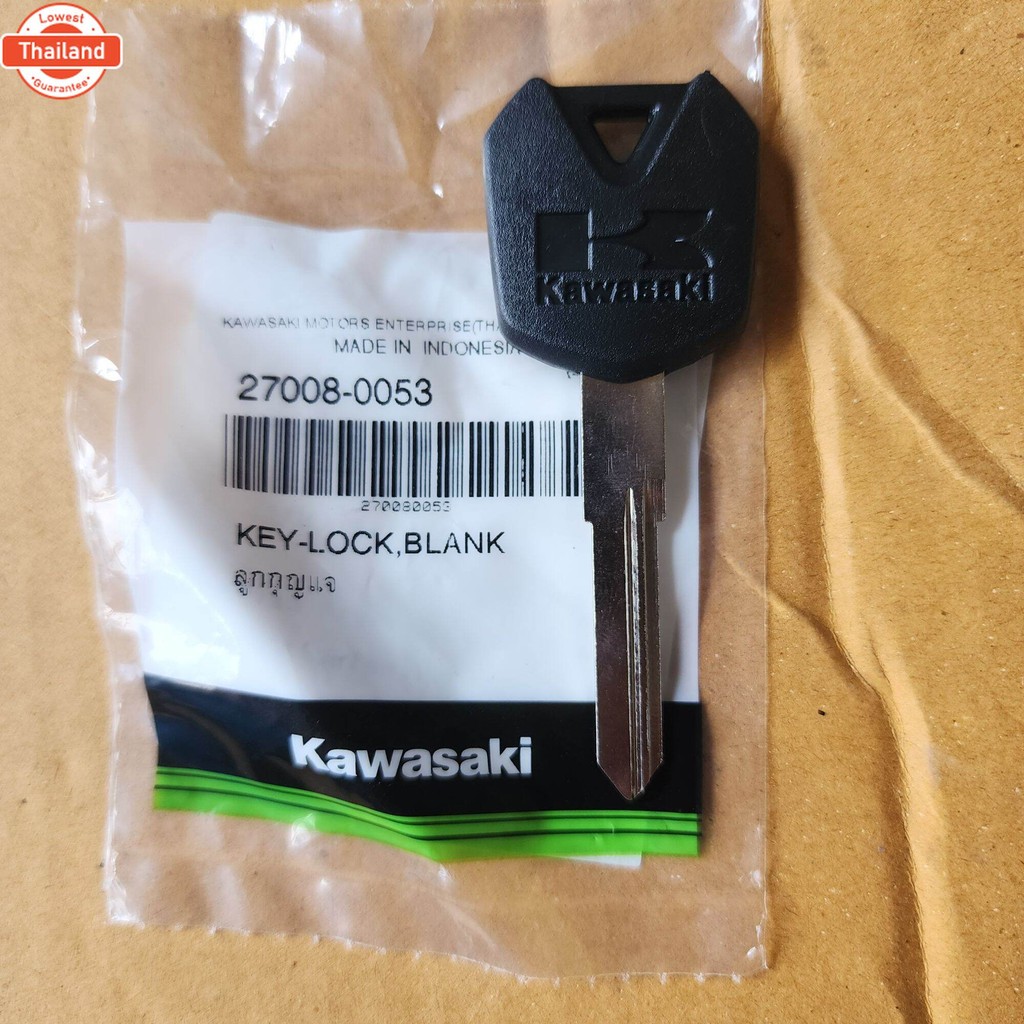 Lowest
Thailand
Guarantee
Kawasaki
KAWASAKI MOTORS ENTERPRISE(THA
MADE IN INDONESIA
27008-0053
270080053
KEY-LOCK,BLANK
ลูกกุญแจ
Kawasaki